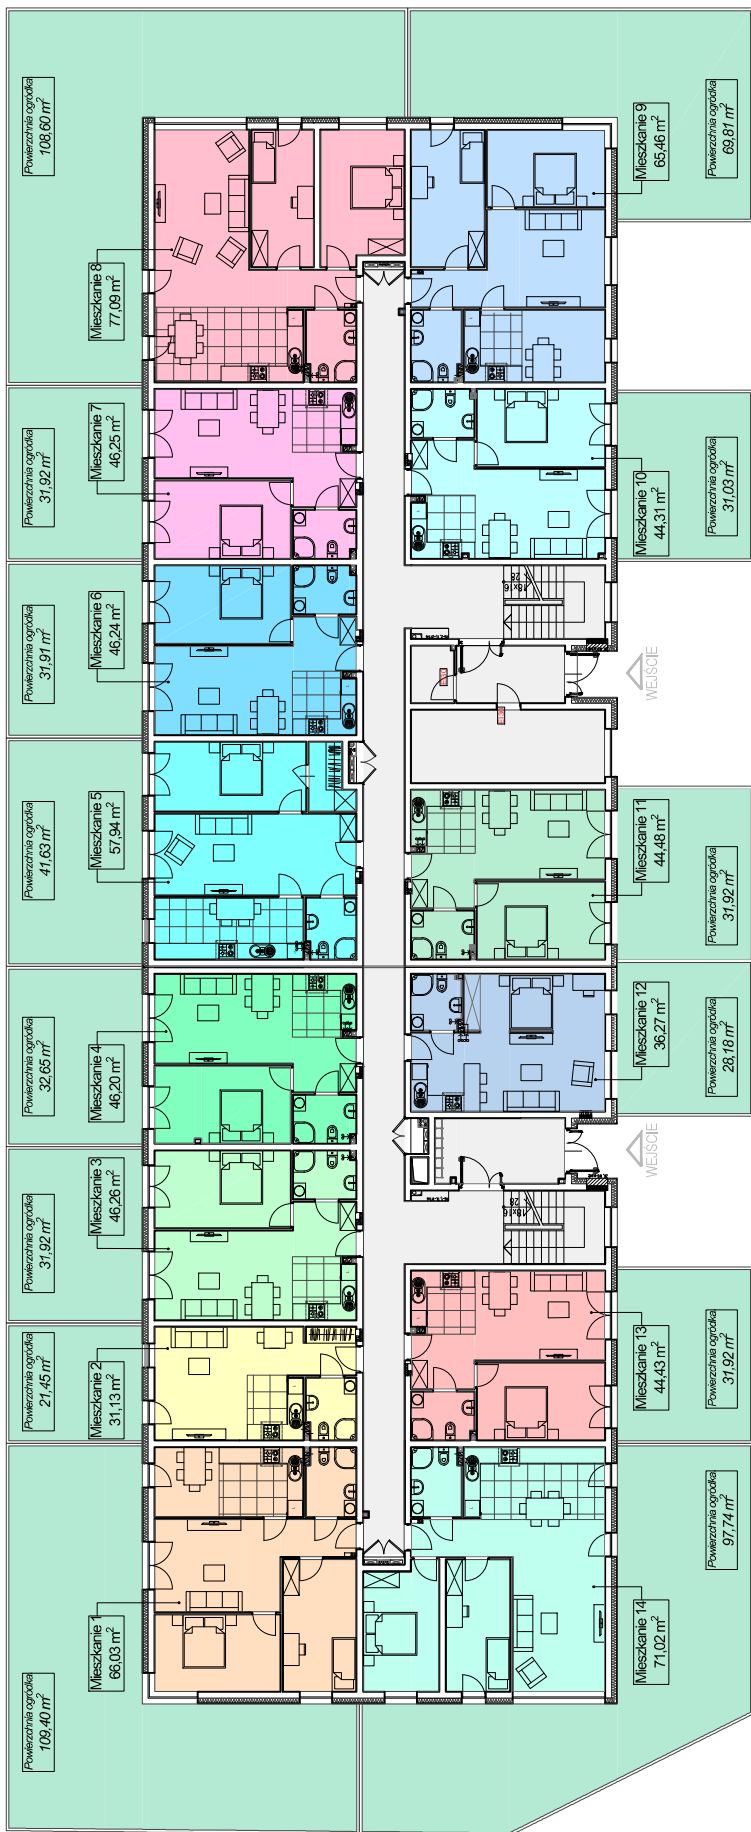 Powierzchnia ogródka
108,60 m²
Mieszkanie 8
77,09 m²
Mieszkanie 9
65,46 m²
Powierzchnia ogródka
69,81 m²
Powierzchnia ogródka
31,92 m²
Mieszkanie 7
46,25 m²
Mieszkanie 10
44,31 m²
Powierzchnia ogródka
31,03 m²
Powierzchnia ogródka
31,91 m²
Mieszkanie 6
46,24 m²
18x16
28
WEJŚCIE
Powierzchnia ogródka
41,63 m²
Mieszkanie 5
57,94 m²
Mieszkanie 11
44,48 m²
Powierzchnia ogródka
31,92 m²
Powierzchnia ogródka
32,65 m²
Mieszkanie 4
46,20 m²
Mieszkanie 12
36,27 m²
Powierzchnia ogródka
28,18 m²
WEJŚCIE
Powierzchnia ogródka
31,92 m²
Mieszkanie 3
46,26 m²
18x16
28
Powierzchnia ogródka
21,45 m²
Mieszkanie 2
31,13 m²
Mieszkanie 13
44,43 m²
Powierzchnia ogródka
31,92 m²
Powierzchnia ogródka
109,40 m²
Mieszkanie 1
66,03 m²
Mieszkanie 14
71,02 m²
Powierzchnia ogródka
97,74 m²